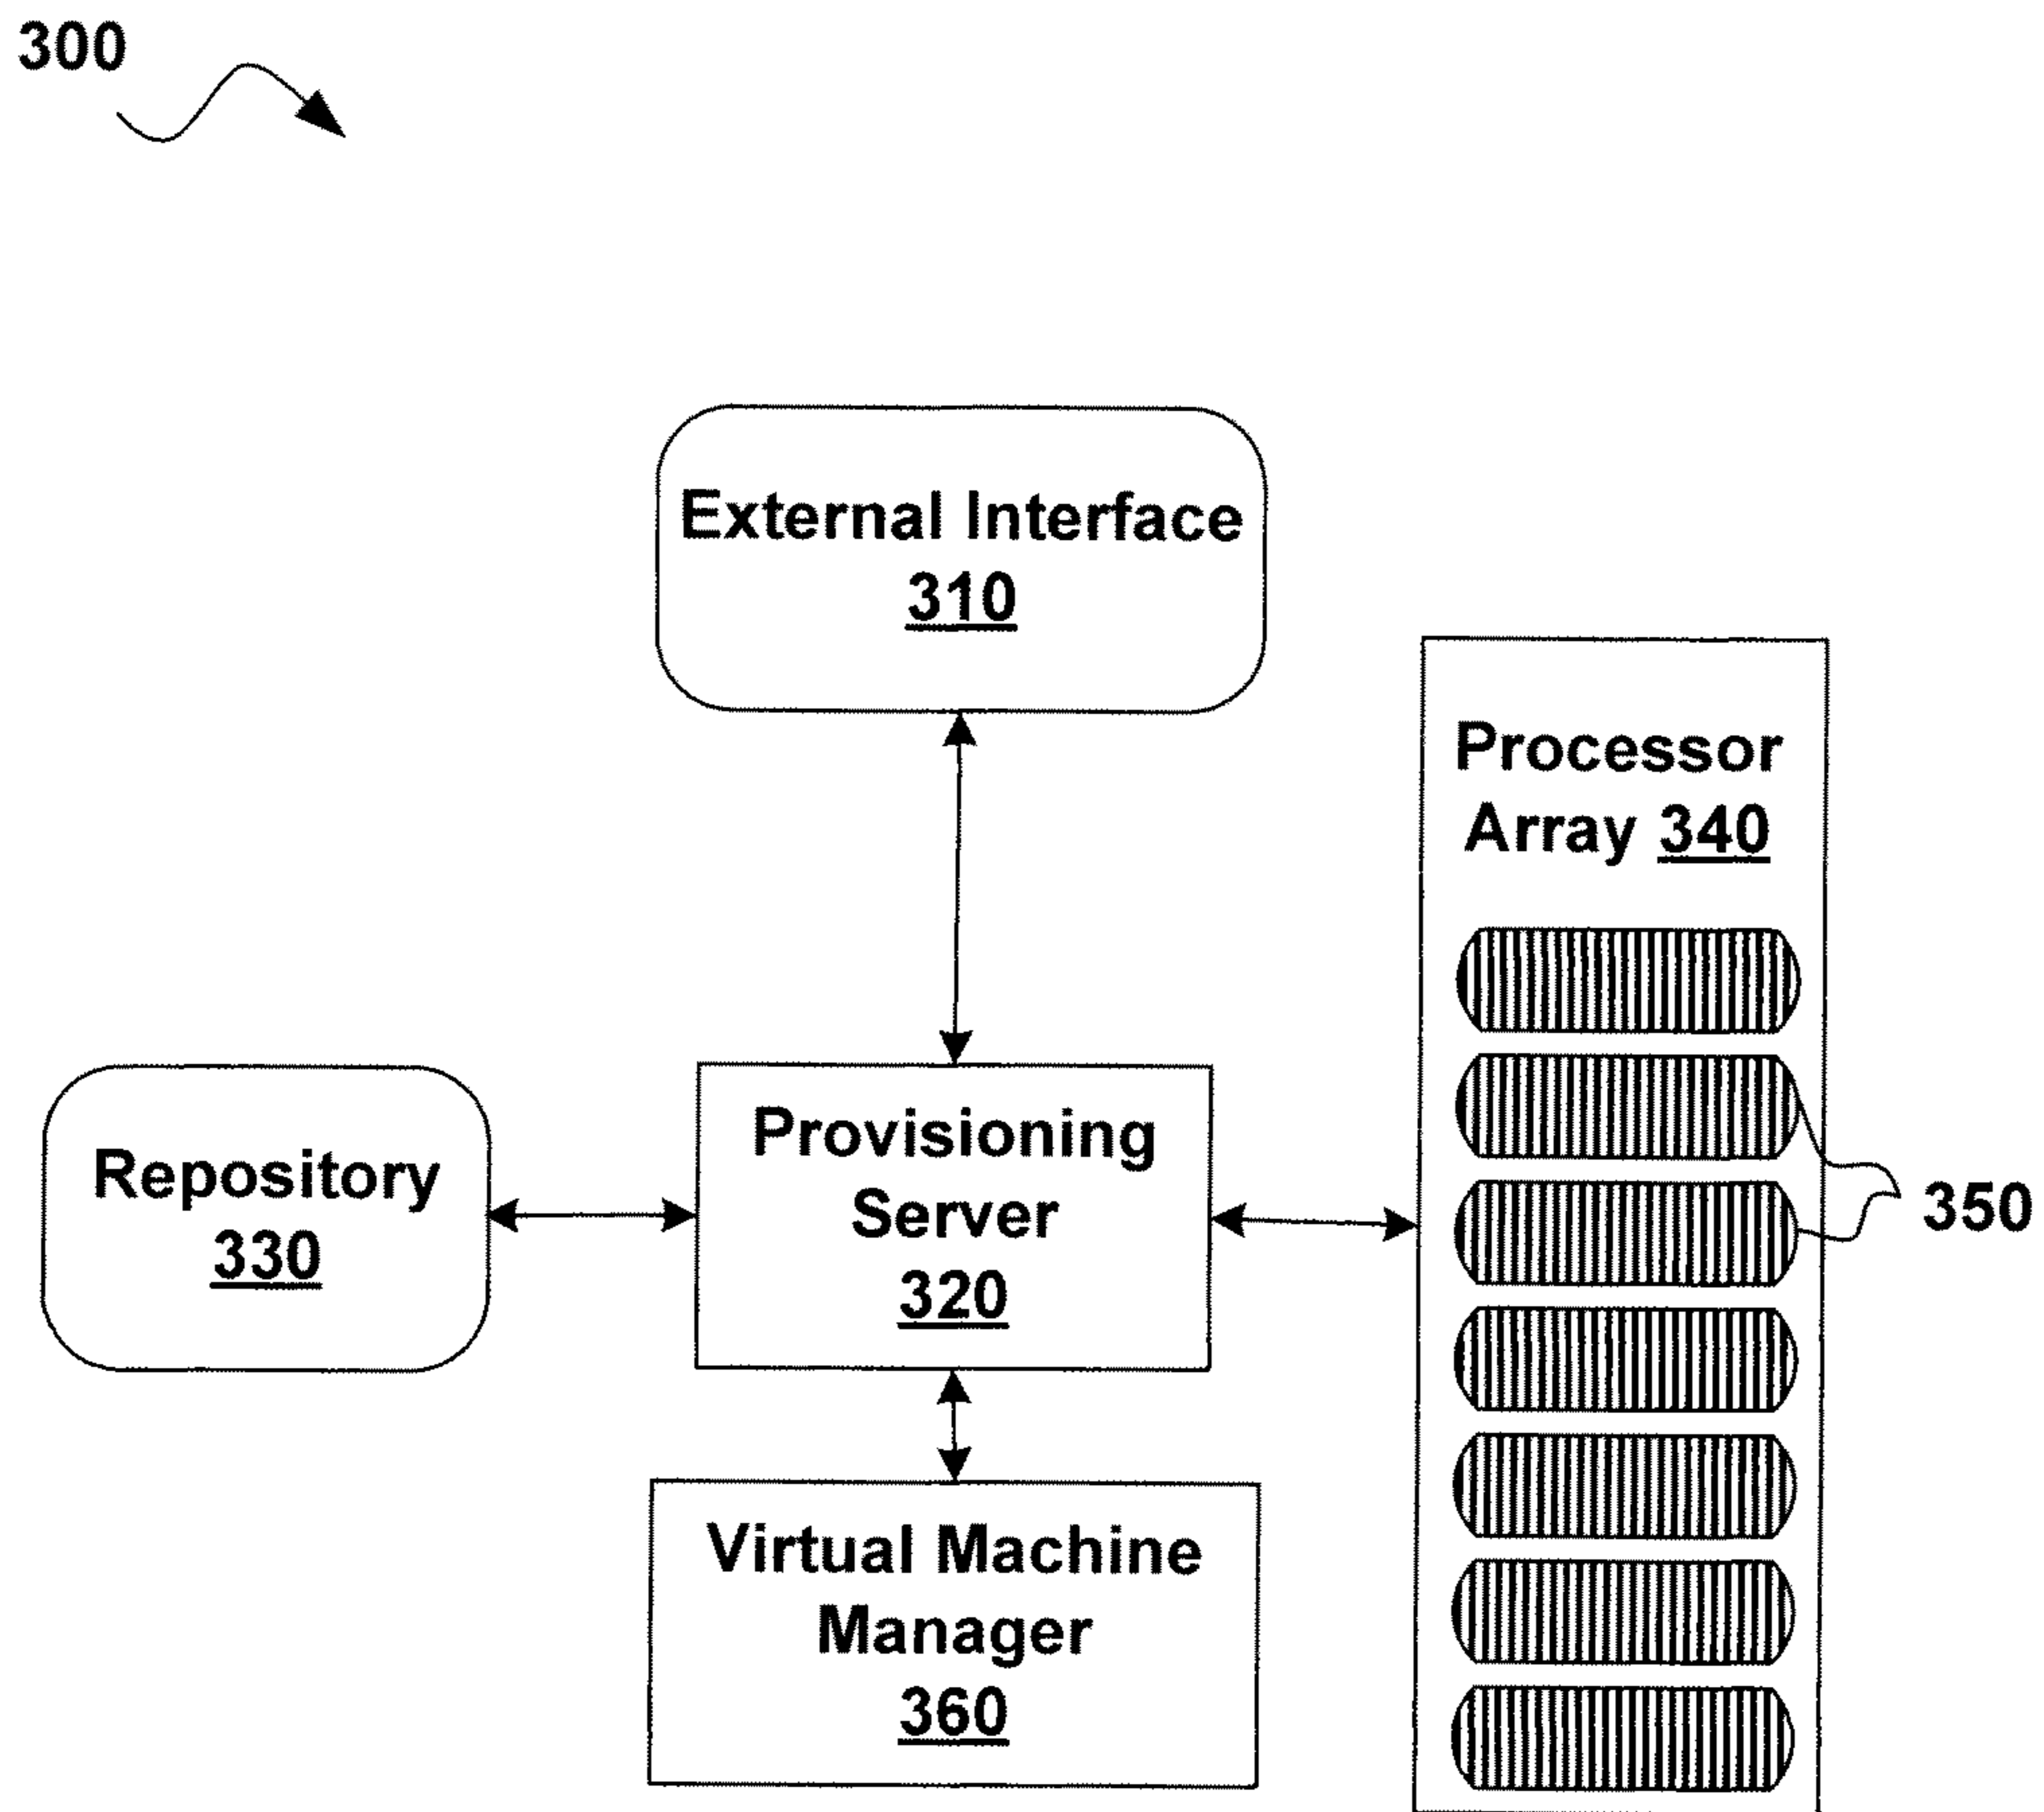 300
External Interface
310
Processor
Array 340
Repository
330
Provisioning
Server
320
350
Virtual Machine
Manager
360